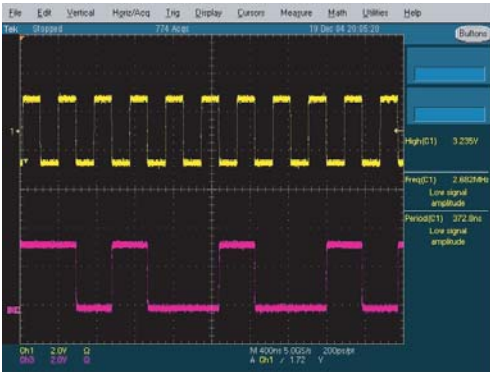 File Edit Vertical Horiz/Acq Trig Display Cursors Measure Math Utilities Help
Tek Stopped 774 Acqs 19 Dec 04 20:05:20
Buttons
High(C1) 3.235V
Freq(C1) 2.682MHz
Low signal
amplitude
Period(C1) 372.8ns
Low signal
amplitude
Ch1 2.0V Ω
Ch3 2.0V Ω
M 400ns 5.0GS/s 200ps/pt
A Ch1 ∕ 1.72 V